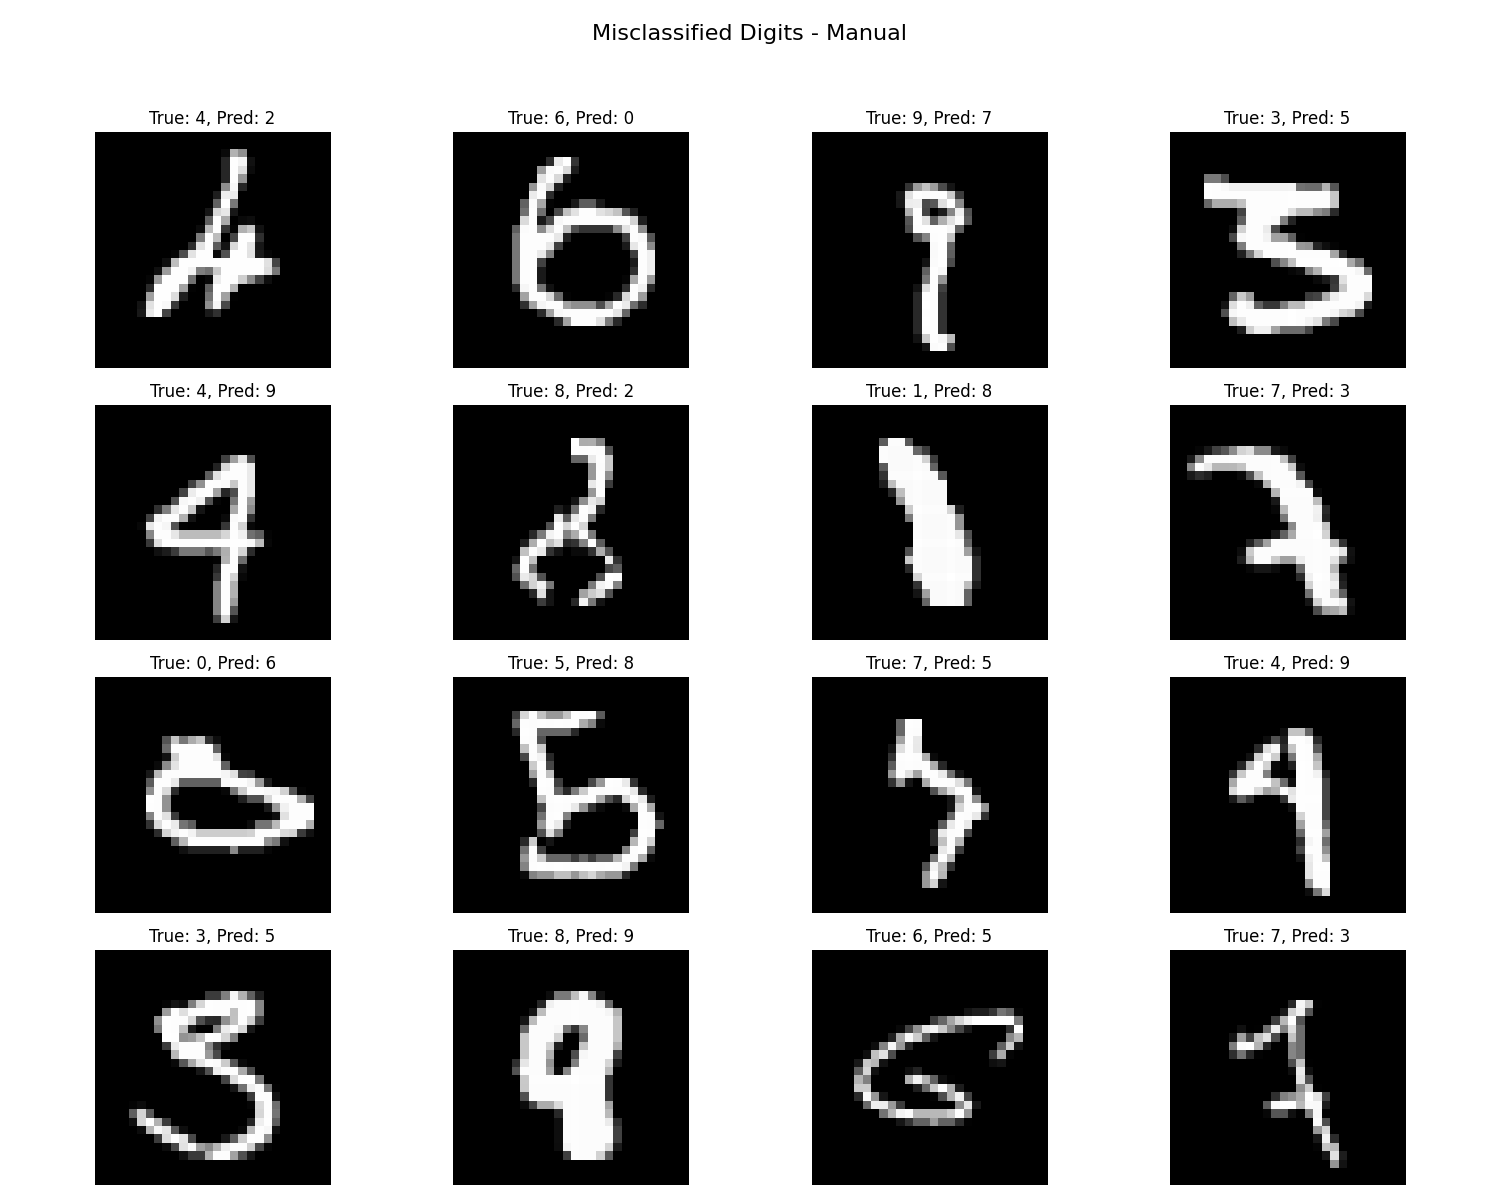 Misclassified Digits - Manual
True: 4, Pred: 2 True: 6, Pred: 0 True: 9, Pred: 7 True: 3, Pred: 5
True: 4, Pred: 9 True: 8, Pred: 2 True: 1, Pred: 8 True: 7, Pred: 3
True: 0, Pred: 6 True: 5, Pred: 8 True: 7, Pred: 5 True: 4, Pred: 9
True: 3, Pred: 5 True: 8, Pred: 9 True: 6, Pred: 5 True: 7, Pred: 3